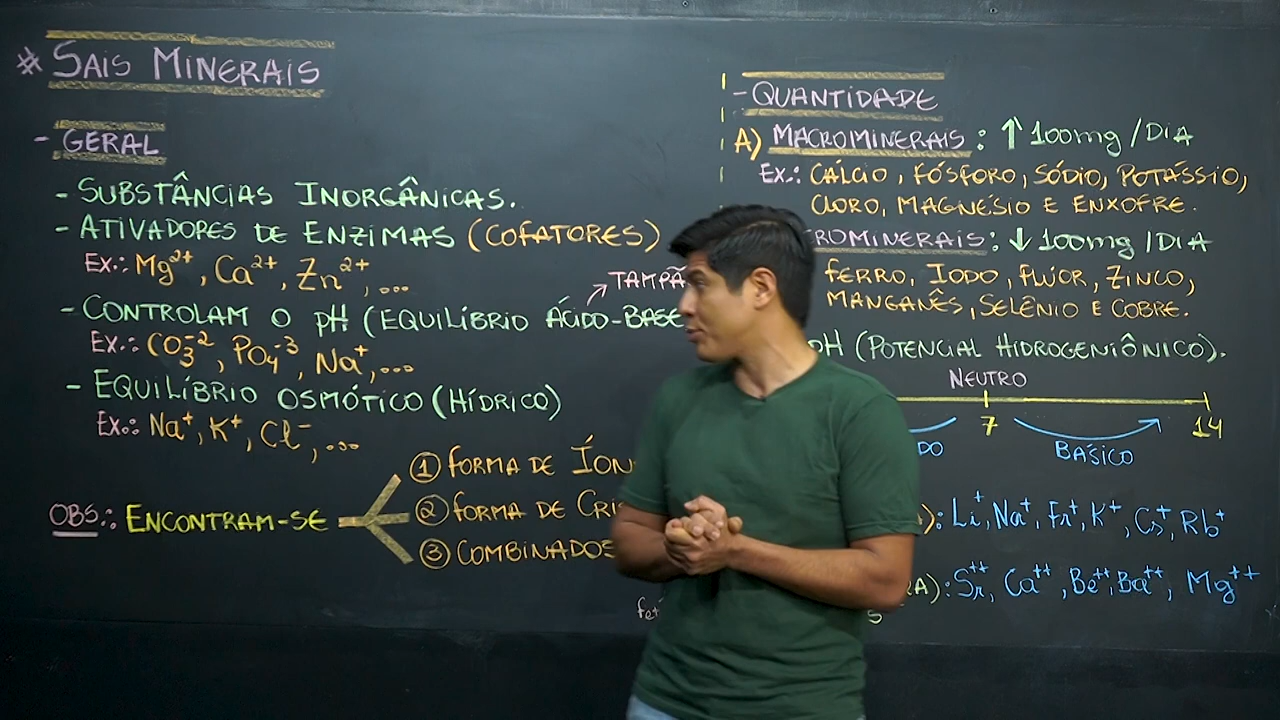 # SAIS MINERAIS
- GERAL
- SUBSTÂNCIAS INORGÂNICAS.
- ATIVADORES DE ENZIMAS (COFATORES)
EX.: Mg²⁺, Ca²⁺, Zn²⁺, ...
TAMPÃ
- CONTROLAM O pH (EQUILÍBRIO ÁCIDO-BASE
EX.: CO₃⁻², PO₄⁻³, Na⁺, ...
- EQUILÍBRIO OSMÓTICO (HÍDRICO)
EX.: Na⁺, K⁺, Cl⁻, ...
OBS.: ENCONTRAM-SE
① FORMA DE ÍON
② FORMA DE CRIS
③ COMBINADOS
- QUANTIDADE
A) MACROMINERAIS: ↑ 100mg / DIA
EX.: CÁLCIO, FÓSFORO, SÓDIO, POTÁSSIO,
CLORO, MAGNÉSIO E ENXOFRE.
CROMINERAIS: ↓ 100mg / DIA
FERRO, IODO, FLÚOR, ZINCO,
MANGANÊS, SELÊNIO E COBRE.
pH (POTENCIAL HIDROGENIÔNICO).
NEUTRO
7 14
DO BÁSICO
): Li⁺, Na⁺, Fr⁺, K⁺, Cs⁺, Rb⁺
RA): Sr⁺⁺, Ca⁺⁺, Be⁺⁺, Ba⁺⁺, Mg⁺⁺